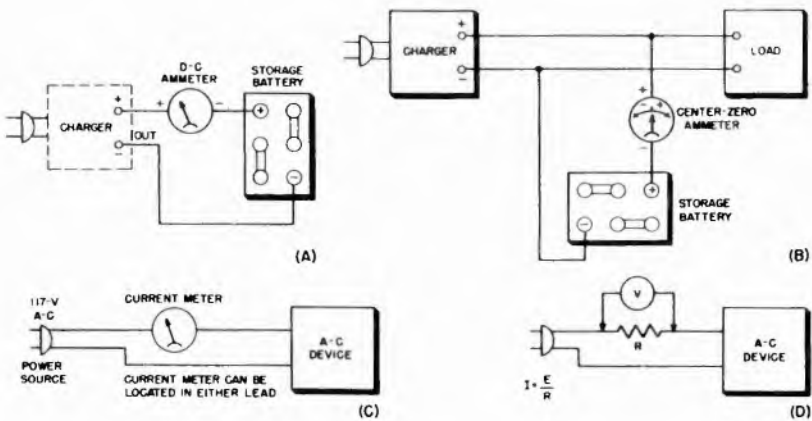 D-C
AMMETER
STORAGE
BATTERY
CHARGER
+
−
OUT
+
−
+
−
(A)
CHARGER
+
−
LOAD
+
− +
−
CENTER-ZERO
AMMETER
+
−
STORAGE
BATTERY
(B)
117-V
A-C
POWER
SOURCE
CURRENT METER
A-C
DEVICE
CURRENT METER CAN BE
LOCATED IN EITHER LEAD
(C)
V
R
I = E/R
A-C
DEVICE
(D)